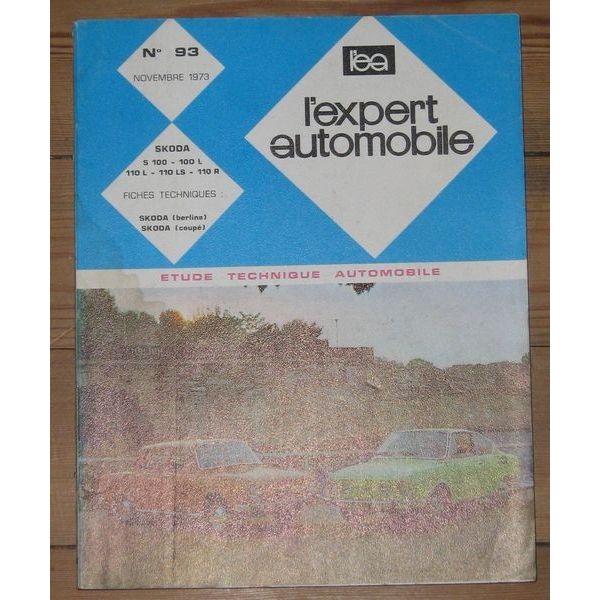 N° 93
NOVEMBRE 1973
l'ea
l'expert
automobile
SKODA
S 100 - 100 L
110 L - 110 LS - 110 R
FICHES TECHNIQUES :
SKODA (berline)
SKODA (coupé)
ETUDE TECHNIQUE AUTOMOBILE